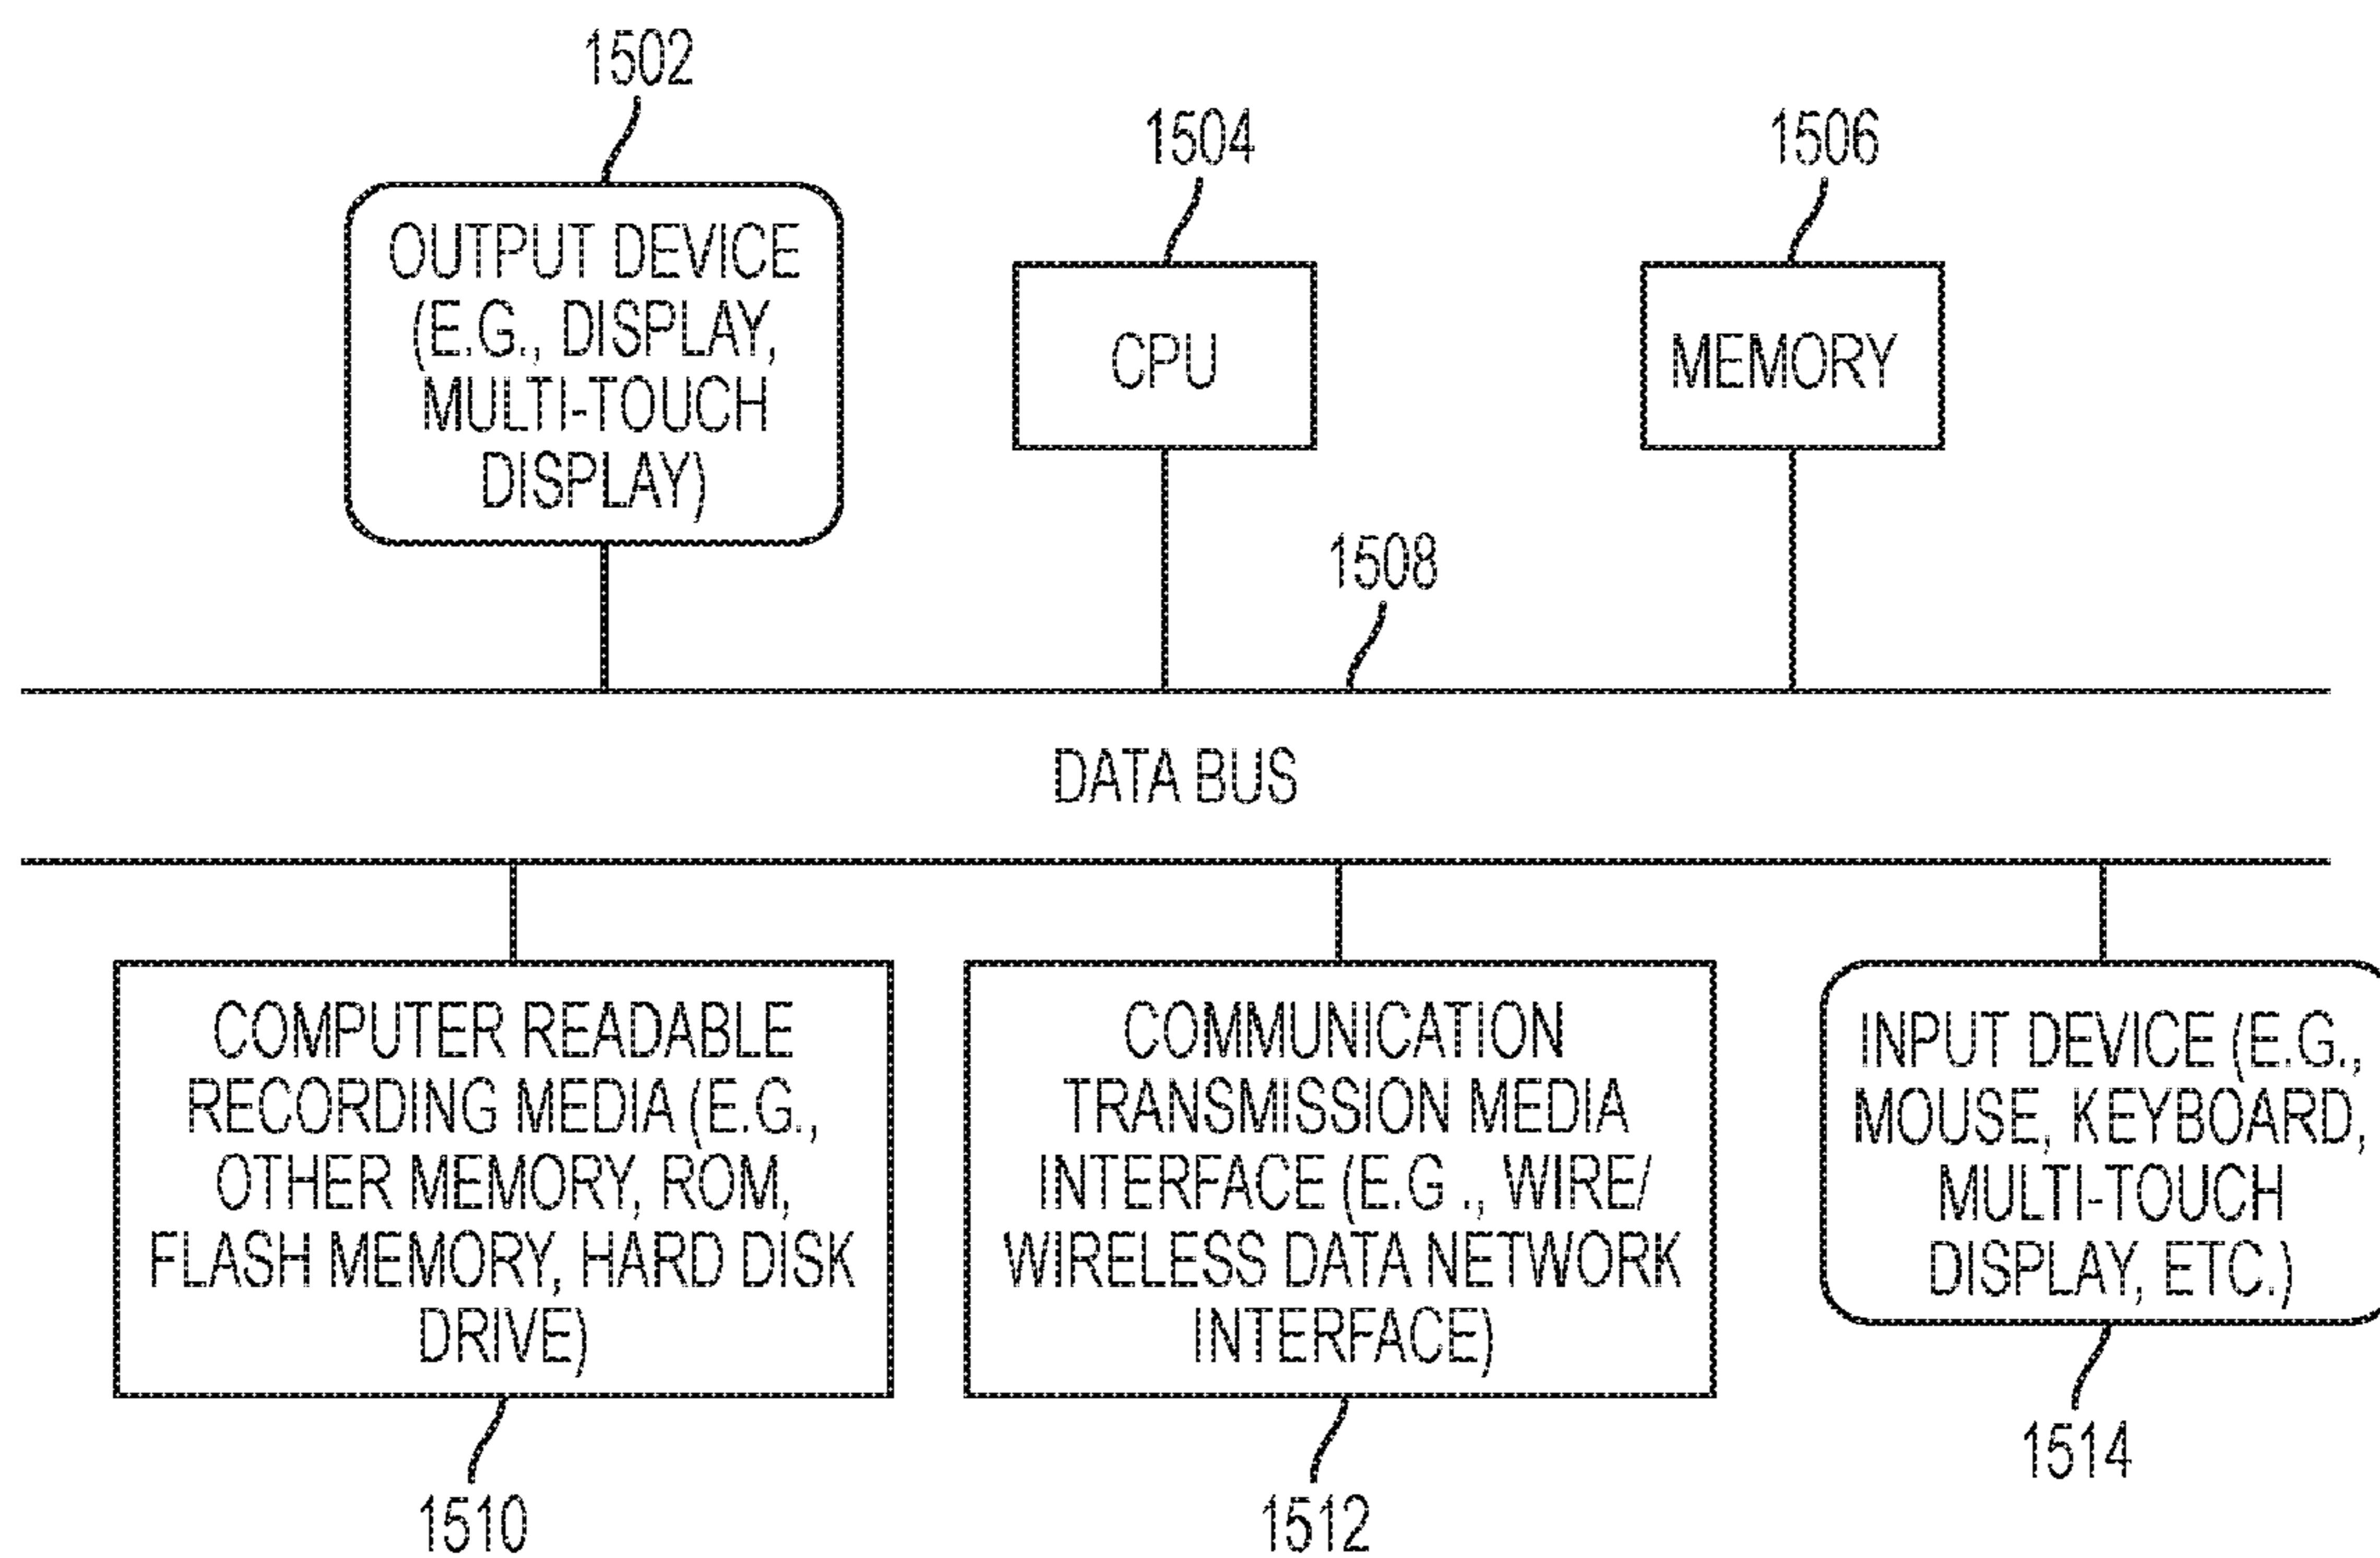 1502
OUTPUT DEVICE
(E.G., DISPLAY,
MULTI-TOUCH
DISPLAY)
1504
CPU
1506
MEMORY
1508
DATA BUS
COMPUTER READABLE
RECORDING MEDIA (E.G.,
OTHER MEMORY, ROM,
FLASH MEMORY, HARD DISK
DRIVE)
1510
COMMUNICATION
TRANSMISSION MEDIA
INTERFACE (E.G ., WIRE/
WIRELESS DATA NETWORK
INTERFACE)
1512
INPUT DEVICE (E.G.,
MOUSE, KEYBOARD,
MULTI-TOUCH
DISPLAY, ETC.)
1514